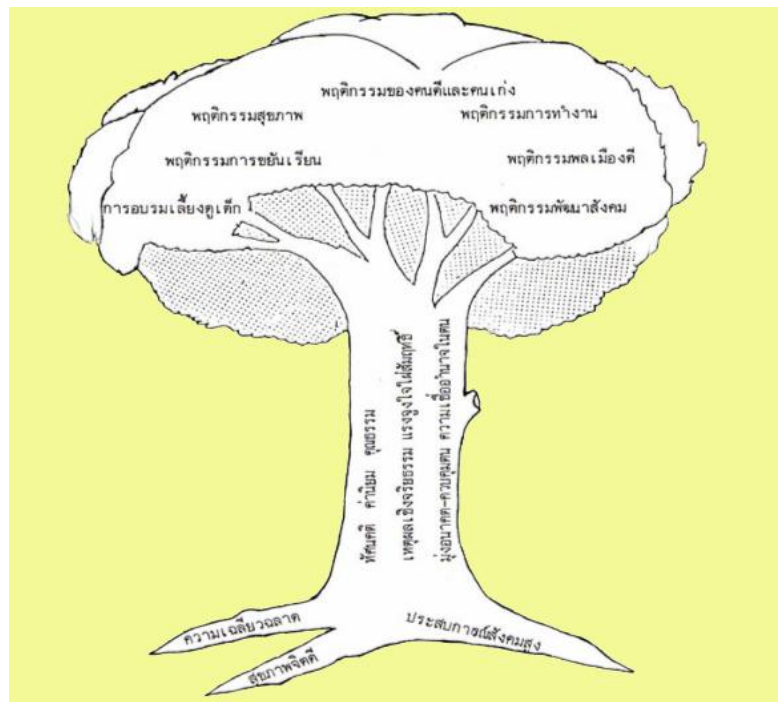 พฤติกรรมของคนดีและคนเก่ง
พฤติกรรมสุขภาพ
พฤติกรรมการทำงาน
พฤติกรรมการขยันเรียน
พฤติกรรมพลเมืองดี
การอบรมเลี้ยงดูเด็ก
พฤติกรรมพัฒนาสังคม
ทัศนคติ ค่านิยม คุณธรรม
เหตุผลเชิงจริยธรรม แรงจูงใจใฝ่สัมฤทธิ์
มุ่งอนาคต-ควบคุมตน ความเชื่ออำนาจในตน
ความเฉลียวฉลาด
ประสบการณ์สังคมสูง
สุขภาพจิตดี